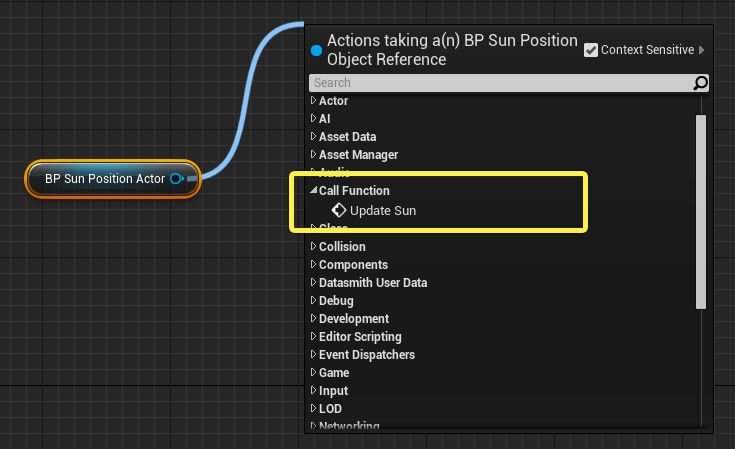 Actions taking a(n) BP Sun Position
Object Reference
Context Sensitive
Search
Actor
AI
Asset Data
Asset Manager
Audio
BP Sun Position Actor
Call Function
Update Sun
Class
Collision
Components
Datasmith User Data
Debug
Development
Editor Scripting
Event Dispatchers
Game
Input
LOD
Networking